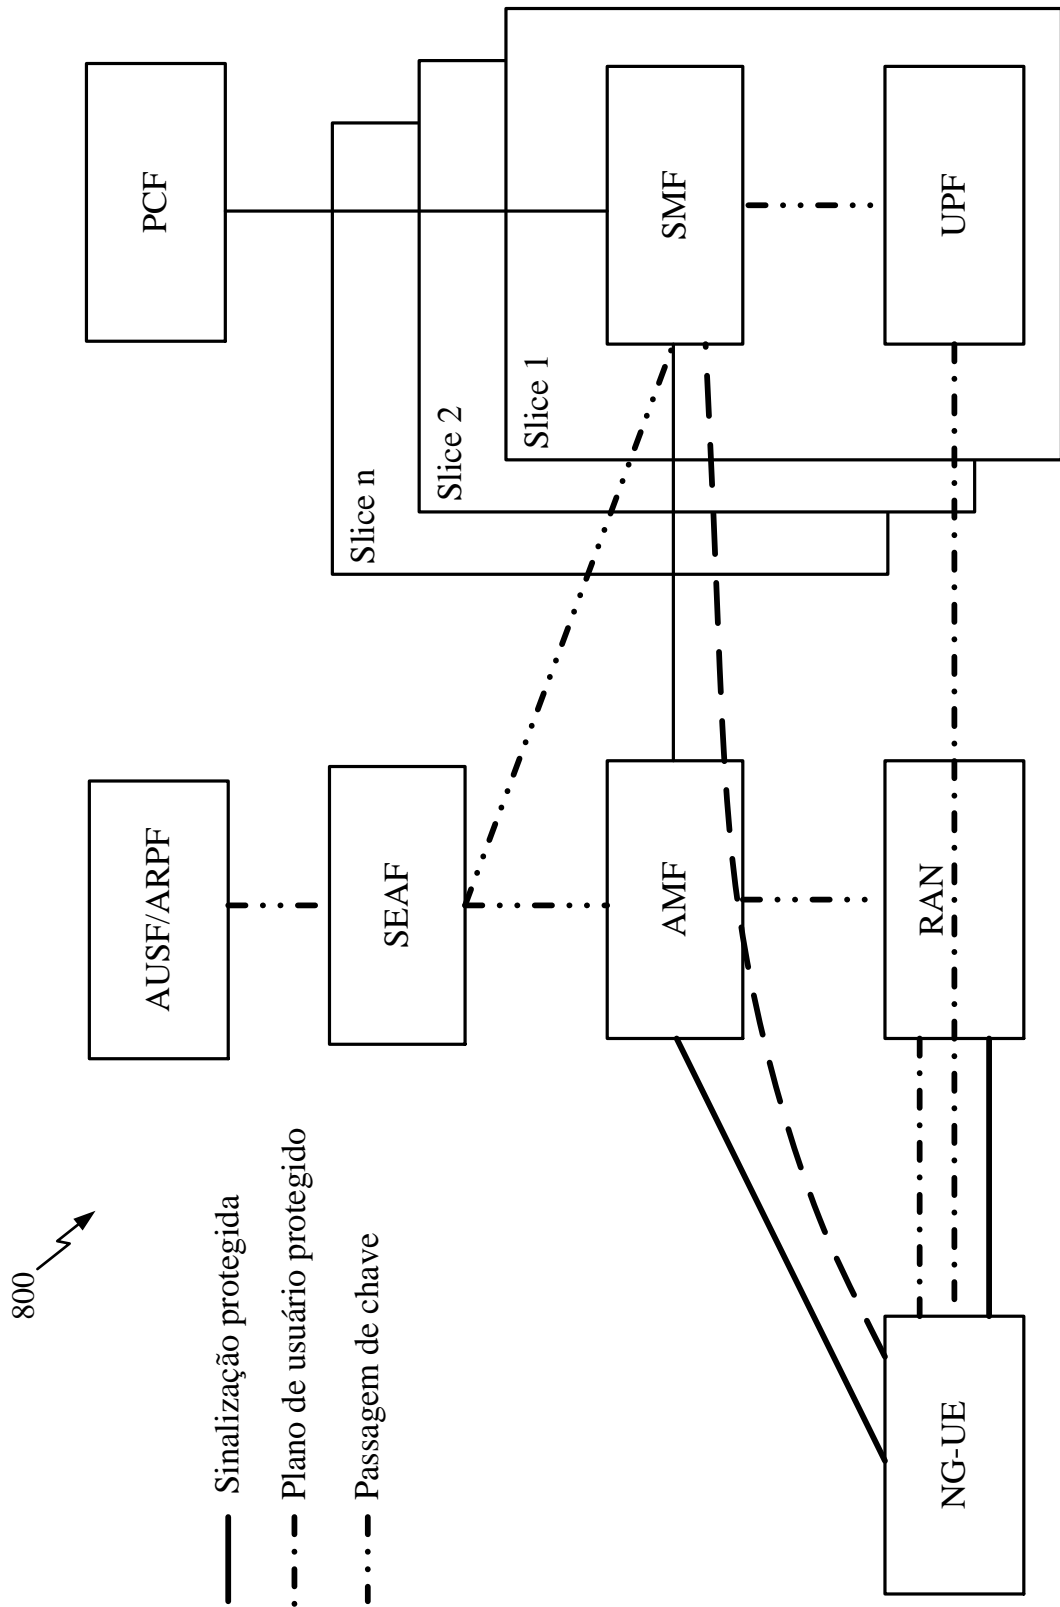 800
Sinalização protegida
Plano de usuário protegido
Passagem de chave
AUSF/ARPF
PCF
SEAF
Slice n
Slice 2
Slice 1
AMF
SMF
NG-UE
RAN
UPF